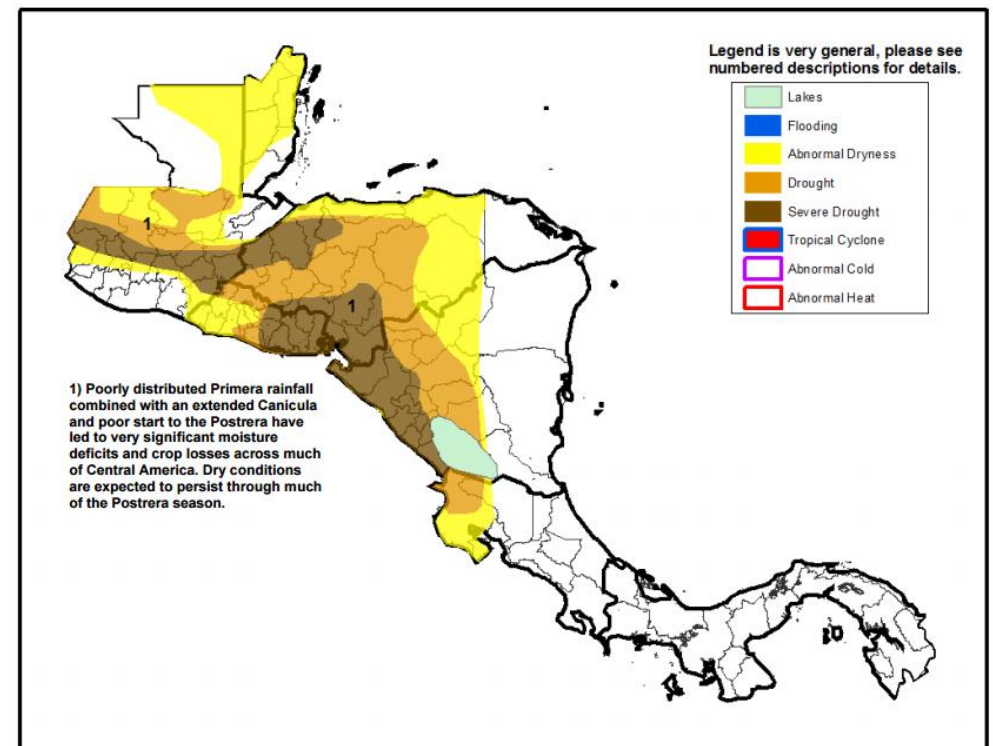 Legend is very general, please see
numbered descriptions for details.
Lakes
Flooding
Abnormal Dryness
Drought
Severe Drought
Tropical Cyclone
Abnormal Cold
Abnormal Heat
1
1
1) Poorly distributed Primera rainfall
combined with an extended Canicula
and poor start to the Postrera have
led to very significant moisture
deficits and crop losses across much
of Central America. Dry conditions
are expected to persist through much
of the Postrera season.